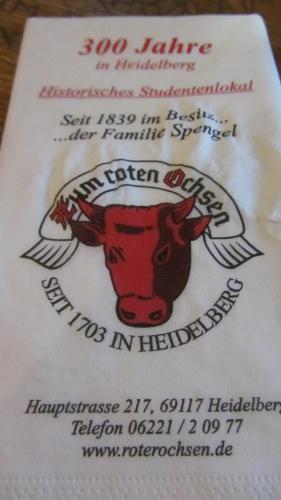 300 Jahre
in Heidelberg
Historisches Studentenlokal
Seit 1839 im Besitz...
...der Familie Spengel
Zum roten Ochsen
SEIT 1703 IN HEIDELBERG
Hauptstrasse 217, 69117 Heidelberg
Telefon 06221 / 2 09 77
www.roterochsen.de